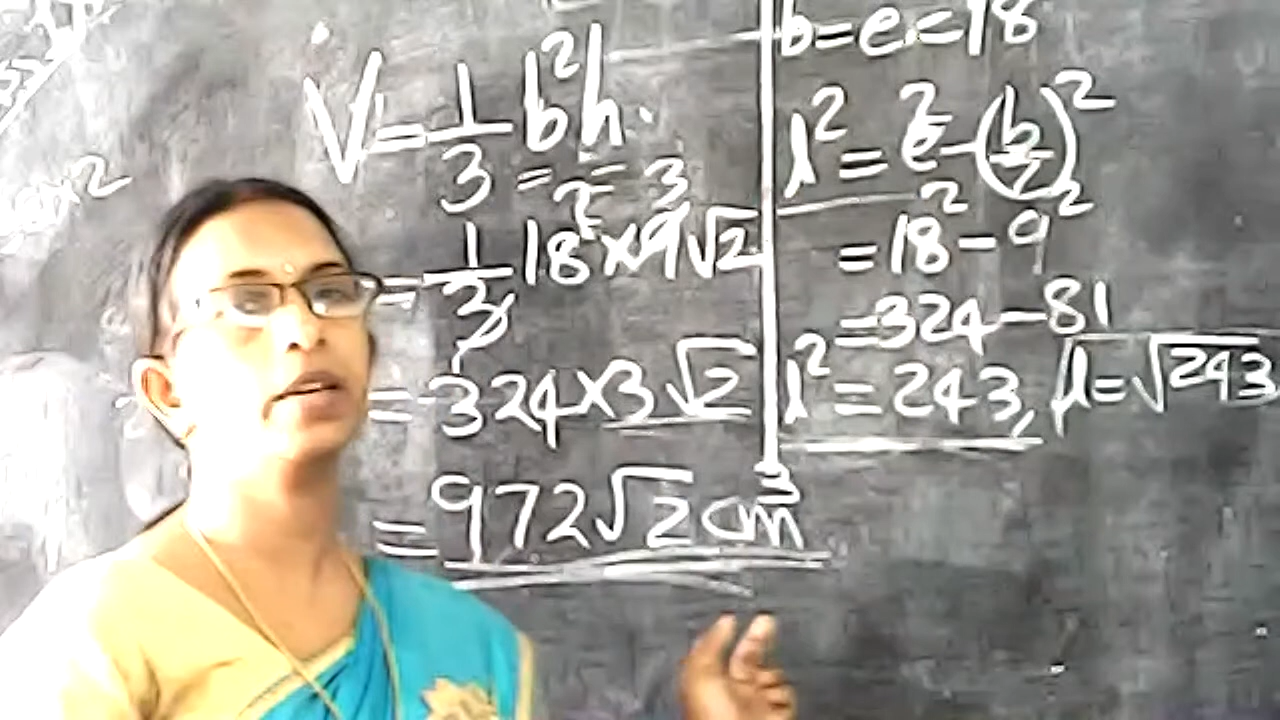 V = 1/3 b²h.
= 1/3 18² × 9√2
= 324 × 3√2
= 972√2 cm³
b = e = 18
l² = e² - (b/2)²
= 18² - 9²
= 324 - 81
l² = 243, l = √243